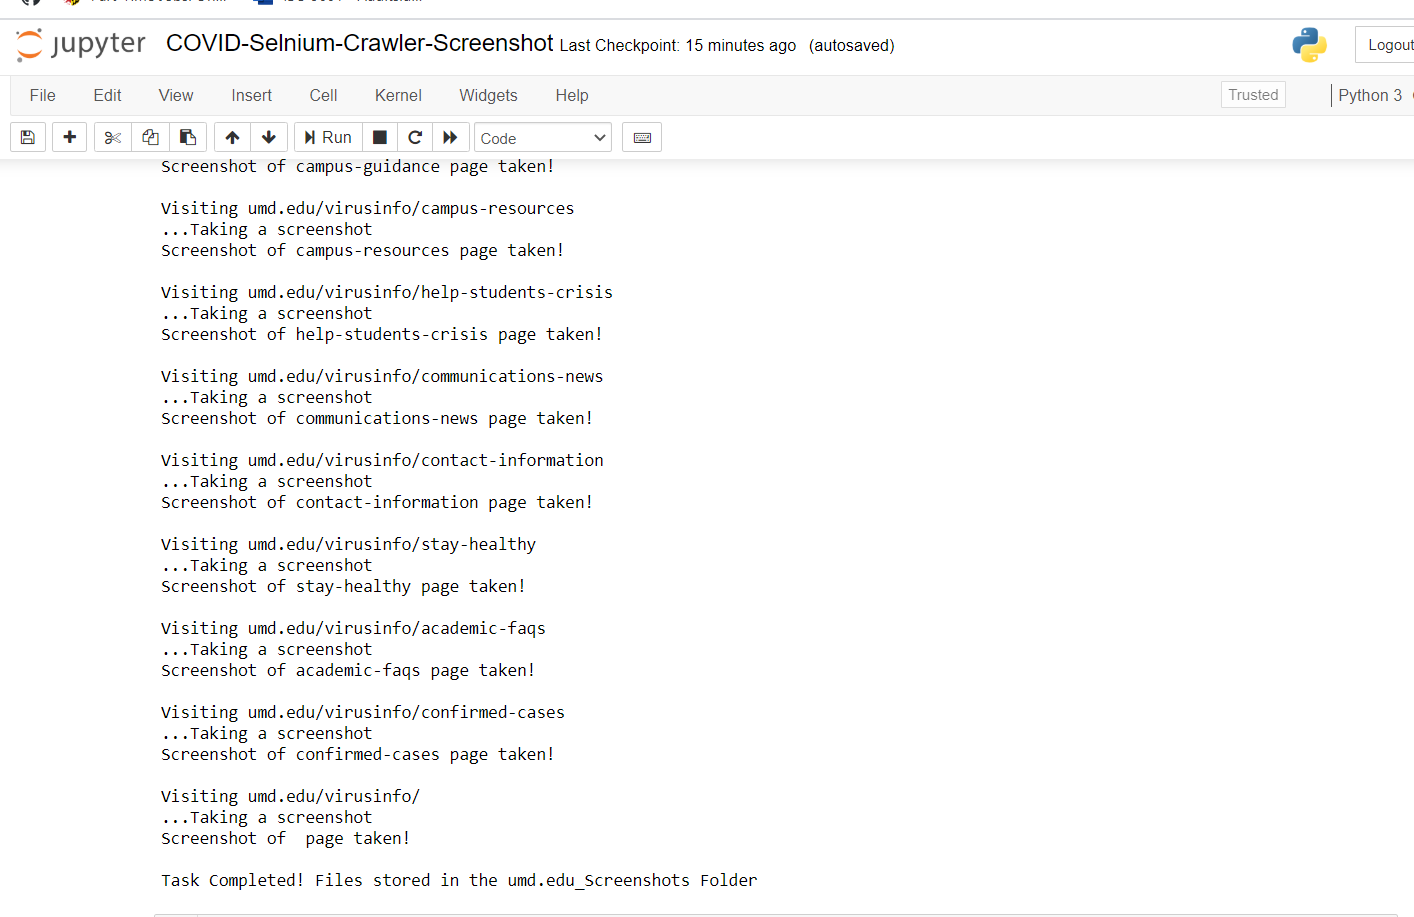 jupyter COVID-Selnium-Crawler-Screenshot Last Checkpoint: 15 minutes ago (autosaved)
Logout
File Edit View Insert Cell Kernel Widgets Help
Trusted
Python 3
Run
Code
Screenshot of campus-guidance page taken!
Visiting umd.edu/virusinfo/campus-resources
...Taking a screenshot
Screenshot of campus-resources page taken!
Visiting umd.edu/virusinfo/help-students-crisis
...Taking a screenshot
Screenshot of help-students-crisis page taken!
Visiting umd.edu/virusinfo/communications-news
...Taking a screenshot
Screenshot of communications-news page taken!
Visiting umd.edu/virusinfo/contact-information
...Taking a screenshot
Screenshot of contact-information page taken!
Visiting umd.edu/virusinfo/stay-healthy
...Taking a screenshot
Screenshot of stay-healthy page taken!
Visiting umd.edu/virusinfo/academic-faqs
...Taking a screenshot
Screenshot of academic-faqs page taken!
Visiting umd.edu/virusinfo/confirmed-cases
...Taking a screenshot
Screenshot of confirmed-cases page taken!
Visiting umd.edu/virusinfo/
...Taking a screenshot
Screenshot of  page taken!
Task Completed! Files stored in the umd.edu_Screenshots Folder